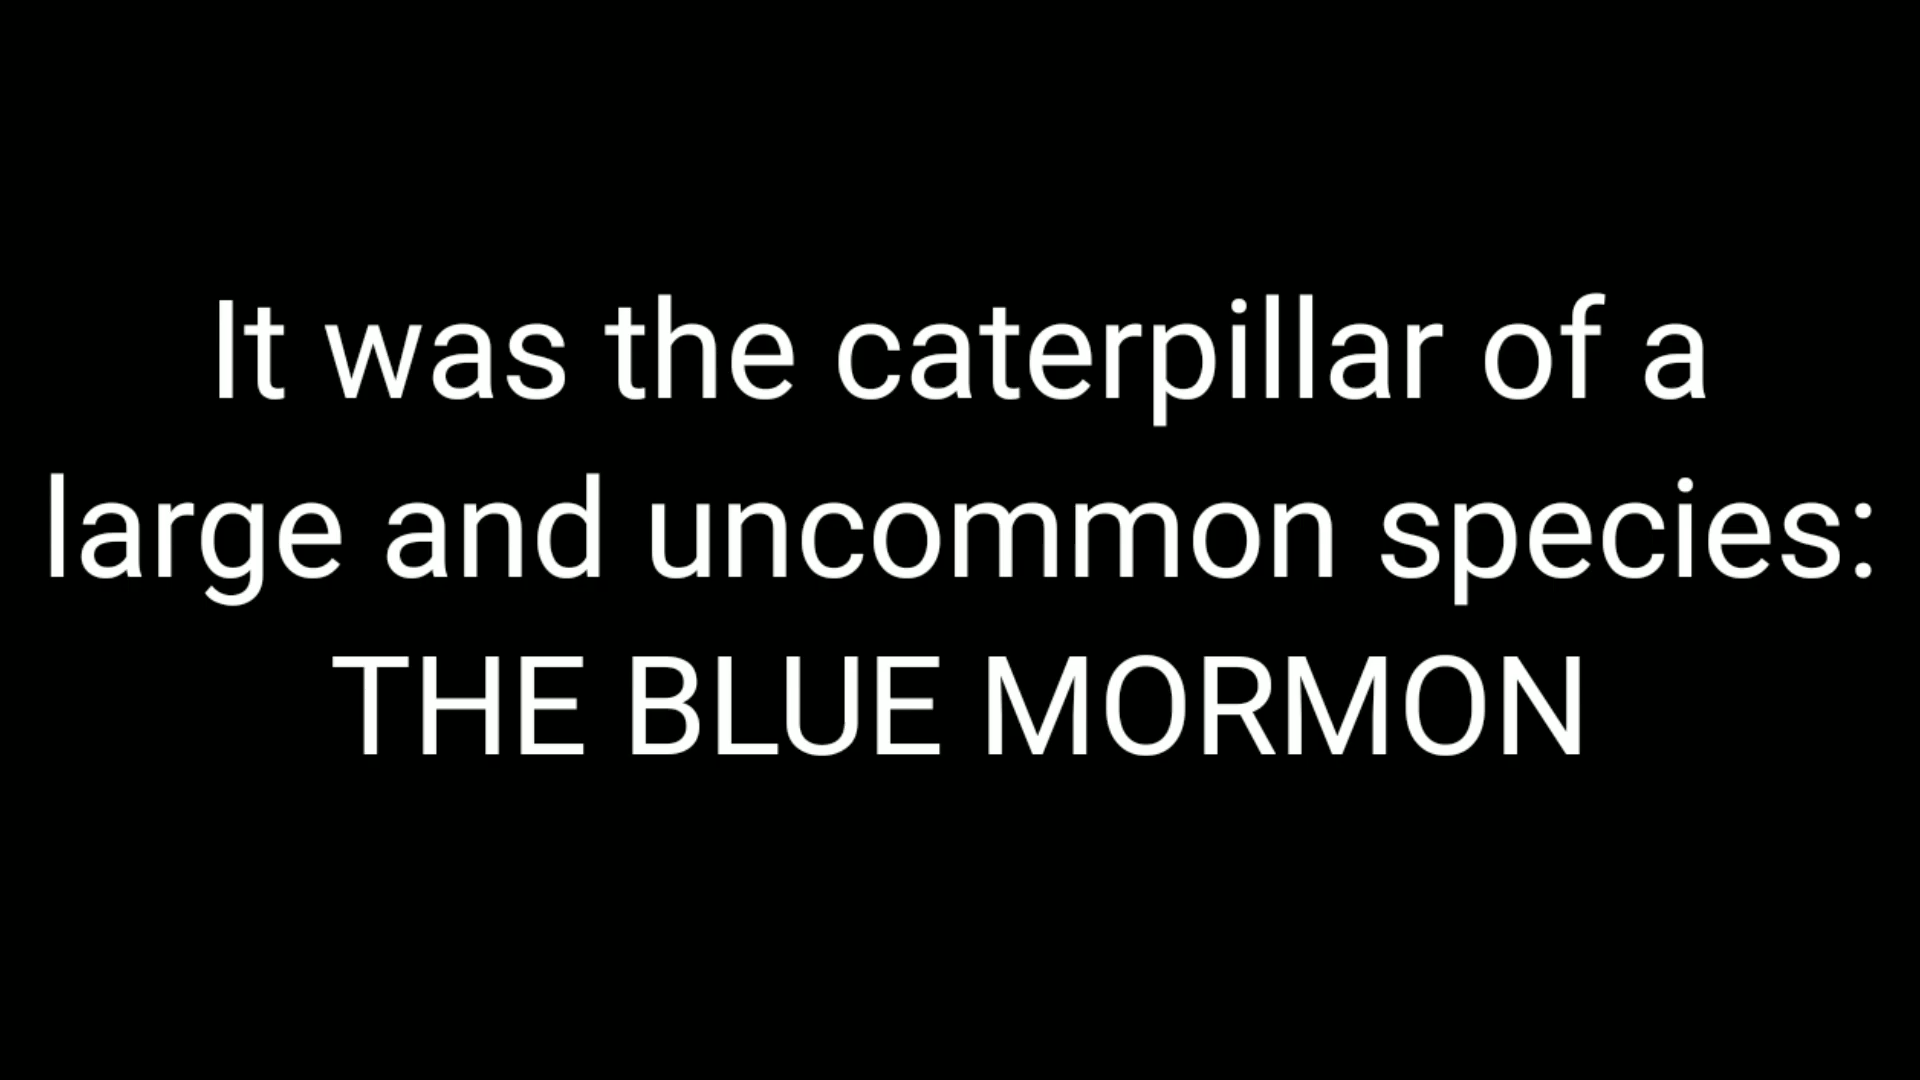 It was the caterpillar of a
large and uncommon species:
THE BLUE MORMON